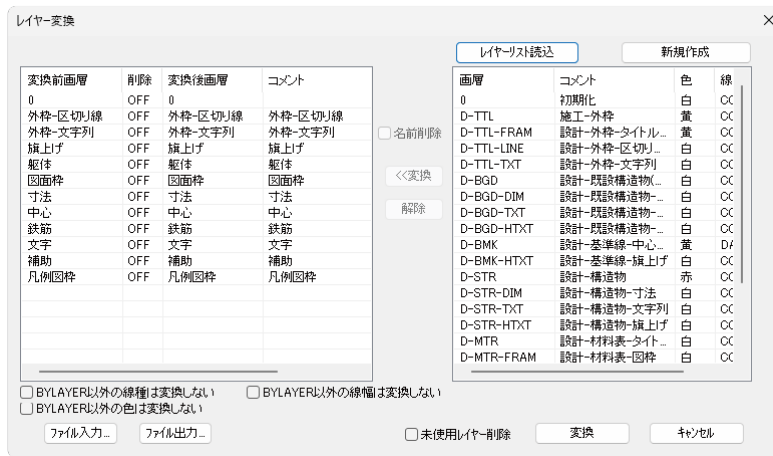 レイヤー変換
レイヤーリスト読込 新規作成
変換前画層 削除 変換後画層 コメント
0 OFF 0
外枠-区切り線 OFF 外枠-区切り線 外枠-区切り線
外枠-文字列 OFF 外枠-文字列 外枠-文字列
旗上げ OFF 旗上げ 旗上げ
躯体 OFF 躯体 躯体
図面枠 OFF 図面枠 図面枠
寸法 OFF 寸法 寸法
中心 OFF 中心 中心
鉄筋 OFF 鉄筋 鉄筋
文字 OFF 文字 文字
補助 OFF 補助 補助
凡例図枠 OFF 凡例図枠 凡例図枠
名前削除
<<変換
解除
画層 コメント 色 線
0 初期化 白 CC
D-TTL 施工-外枠 黄 CC
D-TTL-FRAM 設計-外枠-タイトル... 黄 CC
D-TTL-LINE 設計-外枠-区切り... 白 CC
D-TTL-TXT 設計-外枠-文字列 白 CC
D-BGD 設計-既設構造物(... 白 CC
D-BGD-DIM 設計-既設構造物-... 白 CC
D-BGD-TXT 設計-既設構造物-... 白 CC
D-BGD-HTXT 設計-既設構造物-... 白 CC
D-BMK 設計-基準線-中心... 黄 DA
D-BMK-HTXT 設計-基準線-旗上げ 白 CC
D-STR 設計-構造物 赤 CC
D-STR-DIM 設計-構造物-寸法 白 CC
D-STR-TXT 設計-構造物-文字列 白 CC
D-STR-HTXT 設計-構造物-旗上げ 白 CC
D-MTR 設計-材料表-タイト... 白 CC
D-MTR-FRAM 設計-材料表-図枠 白 CC
BYLAYER以外の線種は変換しない BYLAYER以外の線幅は変換しない
BYLAYER以外の色は変換しない
ファイル入力... ファイル出力... 未使用レイヤー削除 変換 キャンセル